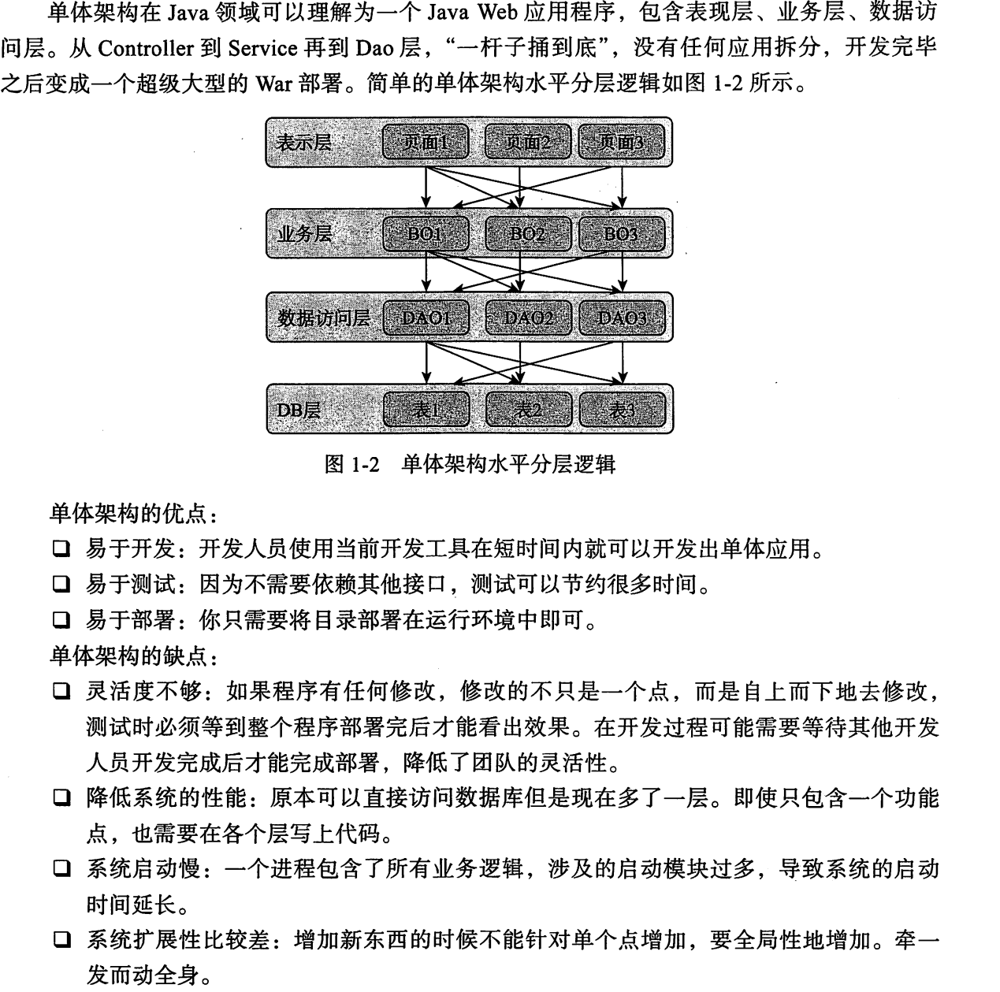 单体架构在 Java 领域可以理解为一个 Java Web 应用程序，包含表现层、业务层、数据访
问层。从 Controller 到 Service 再到 Dao 层，“一杆子捅到底”，没有任何应用拆分，开发完毕
之后变成一个超级大型的 War 部署。简单的单体架构水平分层逻辑如图 1-2 所示。
表示层 页面1 页面2 页面3
业务层 BO1 BO2 BO3
数据访问层 DAO1 DAO2 DAO3
DB层 表1 表2 表3
图 1-2 单体架构水平分层逻辑
单体架构的优点：
❑ 易于开发：开发人员使用当前开发工具在短时间内就可以开发出单体应用。
❑ 易于测试：因为不需要依赖其他接口，测试可以节约很多时间。
❑ 易于部署：你只需要将目录部署在运行环境中即可。
单体架构的缺点：
❑ 灵活度不够：如果程序有任何修改，修改的不只是一个点，而是自上而下地去修改，
测试时必须等到整个程序部署完后才能看出效果。在开发过程可能需要等待其他开发
人员开发完成后才能完成部署，降低了团队的灵活性。
❑ 降低系统的性能：原本可以直接访问数据库但是现在多了一层。即使只包含一个功能
点，也需要在各个层写上代码。
❑ 系统启动慢：一个进程包含了所有业务逻辑，涉及的启动模块过多，导致系统的启动
时间延长。
❑ 系统扩展性比较差：增加新东西的时候不能针对单个点增加，要全局性地增加。牵一
发而动全身。